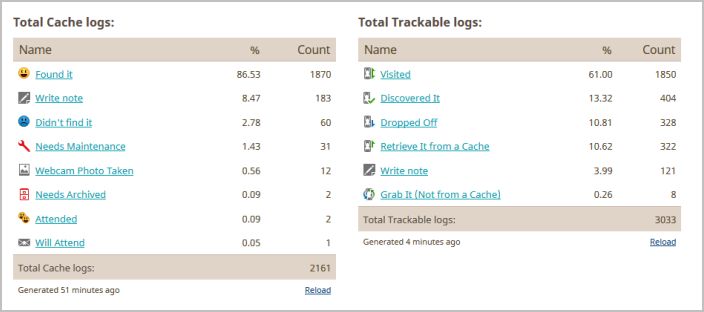 Total Cache logs:
Name % Count
Found it 86.53 1870
Write note 8.47 183
Didn't find it 2.78 60
Needs Maintenance 1.43 31
Webcam Photo Taken 0.56 12
Needs Archived 0.09 2
Attended 0.09 2
Will Attend 0.05 1
Total Cache logs: 2161
Generated 51 minutes ago Reload
Total Trackable logs:
Name % Count
Visited 61.00 1850
Discovered It 13.32 404
Dropped Off 10.81 328
Retrieve It from a Cache 10.62 322
Write note 3.99 121
Grab It (Not from a Cache) 0.26 8
Total Trackable logs: 3033
Generated 4 minutes ago Reload